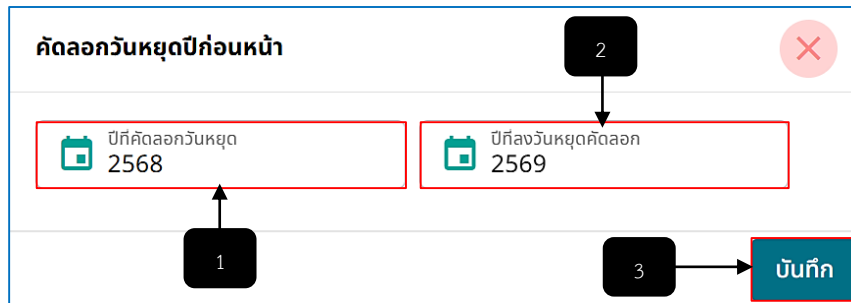 คัดลอกวันหยุดปีก่อนหน้า
2
ปีที่คัดลอกวันหยุด
2568
ปีที่ลงวันหยุดคัดลอก
2569
1
3
บันทึก